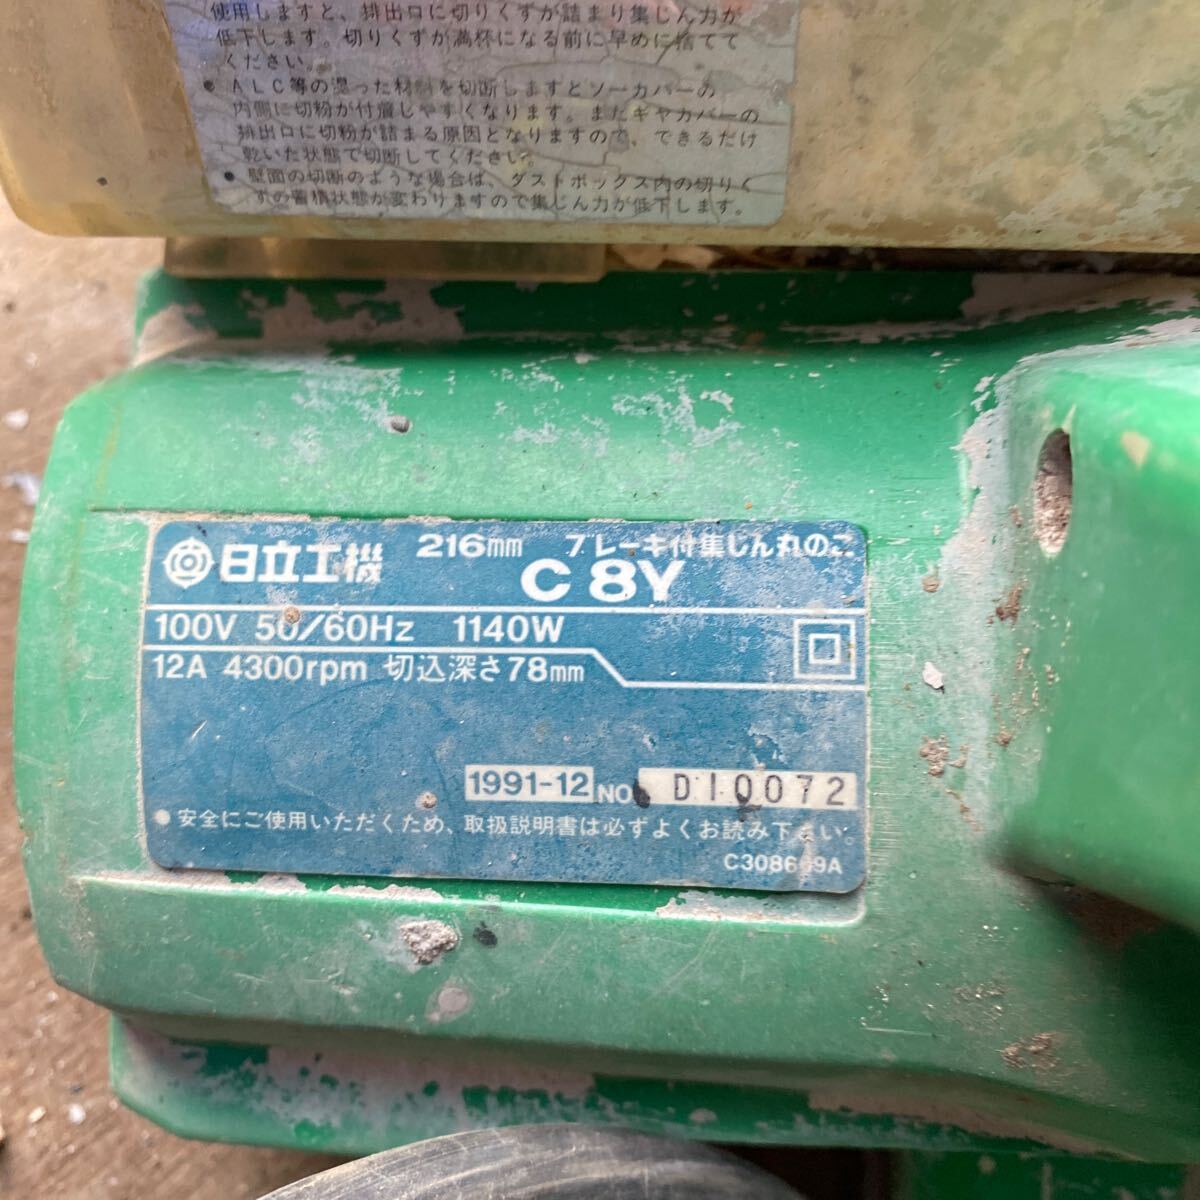 使用しますと、排出口に切りくずが詰まり集じん力が
低下します。切りくずが満杯になる前に早めに捨てて
ください。
● ALC等の湿った材料を切断しますとソーカバーの
内側に切粉が付着しやすくなります。またギヤカバーの
排出口に切粉が詰まる原因となりますので、できるだけ
乾いた状態で切断してください。
● 壁面の切断のような場合は、ダストボックス内の切りく
ずの蓄積状態が変わりますので集じん力が低下します。
日立工機 216mm ブレーキ付集じん丸のこ
C 8Y
100V 50/60Hz 1140W
12A 4300rpm 切込深さ78mm
1991-12 NO. D10072
● 安全にご使用いただくため、取扱説明書は必ずよくお読み下さい。